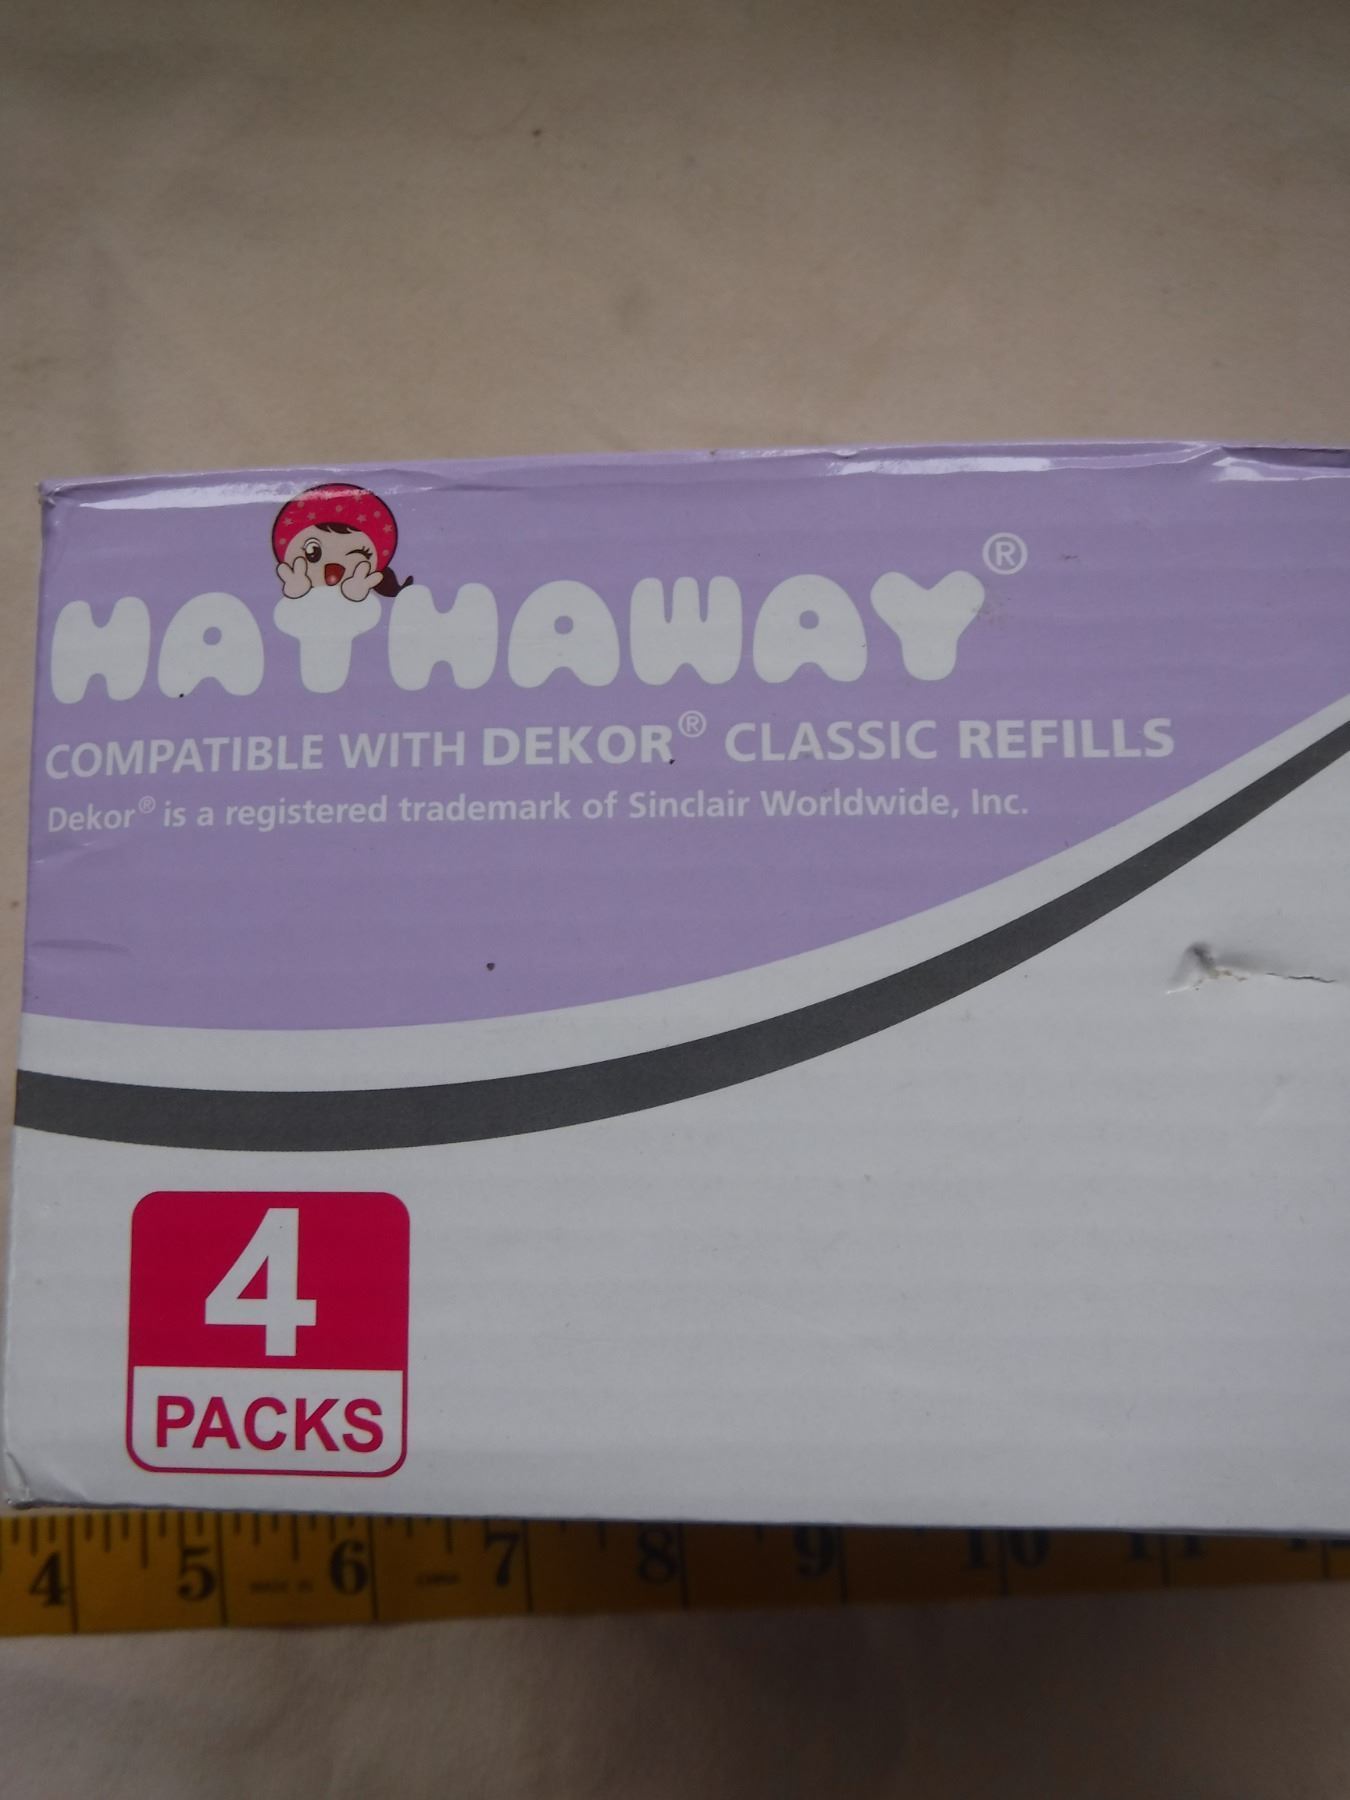 HATHAWAY®
COMPATIBLE WITH DEKOR® CLASSIC REFILLS
Dekor® is a registered trademark of Sinclair Worldwide, Inc.
4
PACKS
4 5 6 7 8 9 10 11